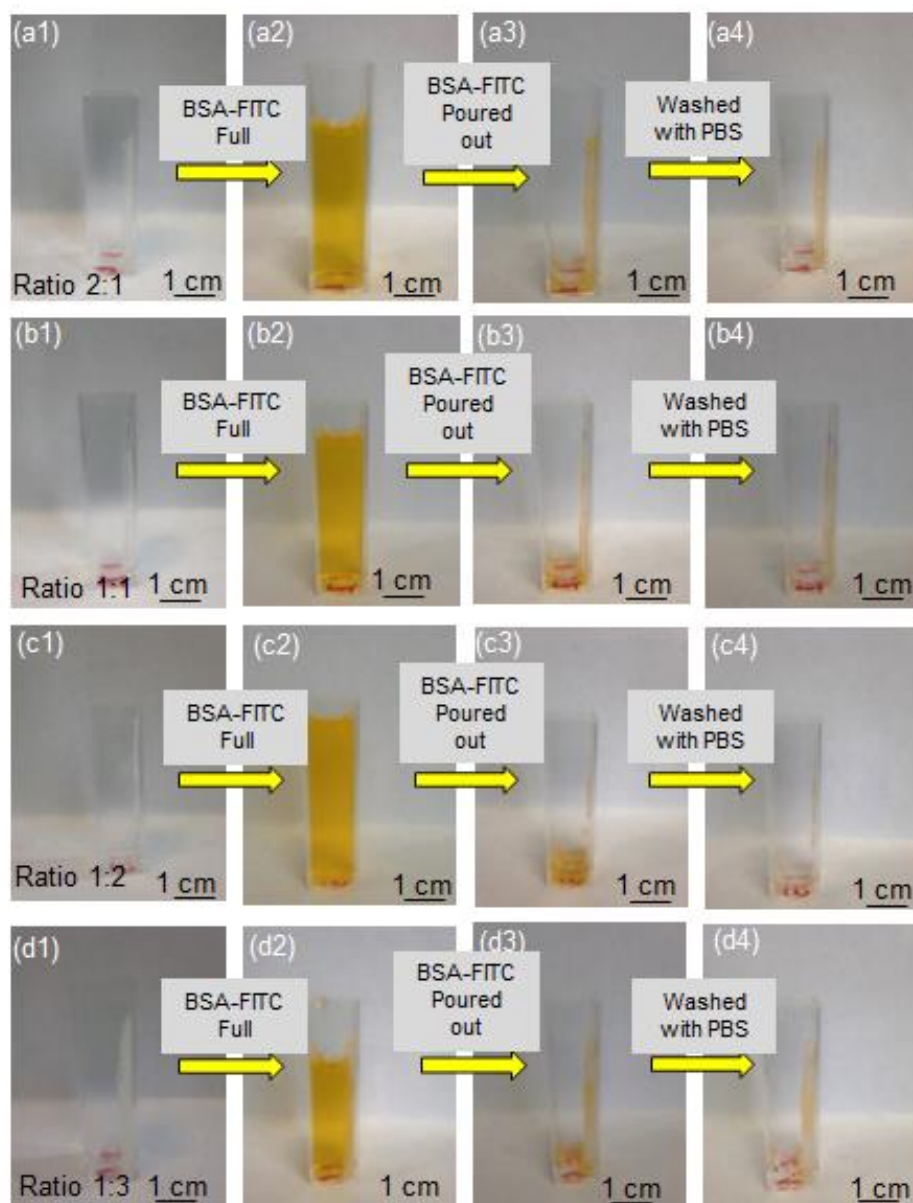 (a1)
(a2)
(a3)
(a4)
BSA-FITC
Full
BSA-FITC
Poured
out
Washed
with PBS
Ratio 2:1
1 cm
1 cm
1 cm
1 cm
(b1)
(b2)
(b3)
(b4)
BSA-FITC
Full
BSA-FITC
Poured
out
Washed
with PBS
Ratio 1:1
1 cm
1 cm
1 cm
1 cm
(c1)
(c2)
(c3)
(c4)
BSA-FITC
Full
BSA-FITC
Poured
out
Washed
with PBS
Ratio 1:2
1 cm
1 cm
1 cm
1 cm
(d1)
(d2)
(d3)
(d4)
BSA-FITC
Full
BSA-FITC
Poured
out
Washed
with PBS
Ratio 1:3
1 cm
1 cm
1 cm
1 cm